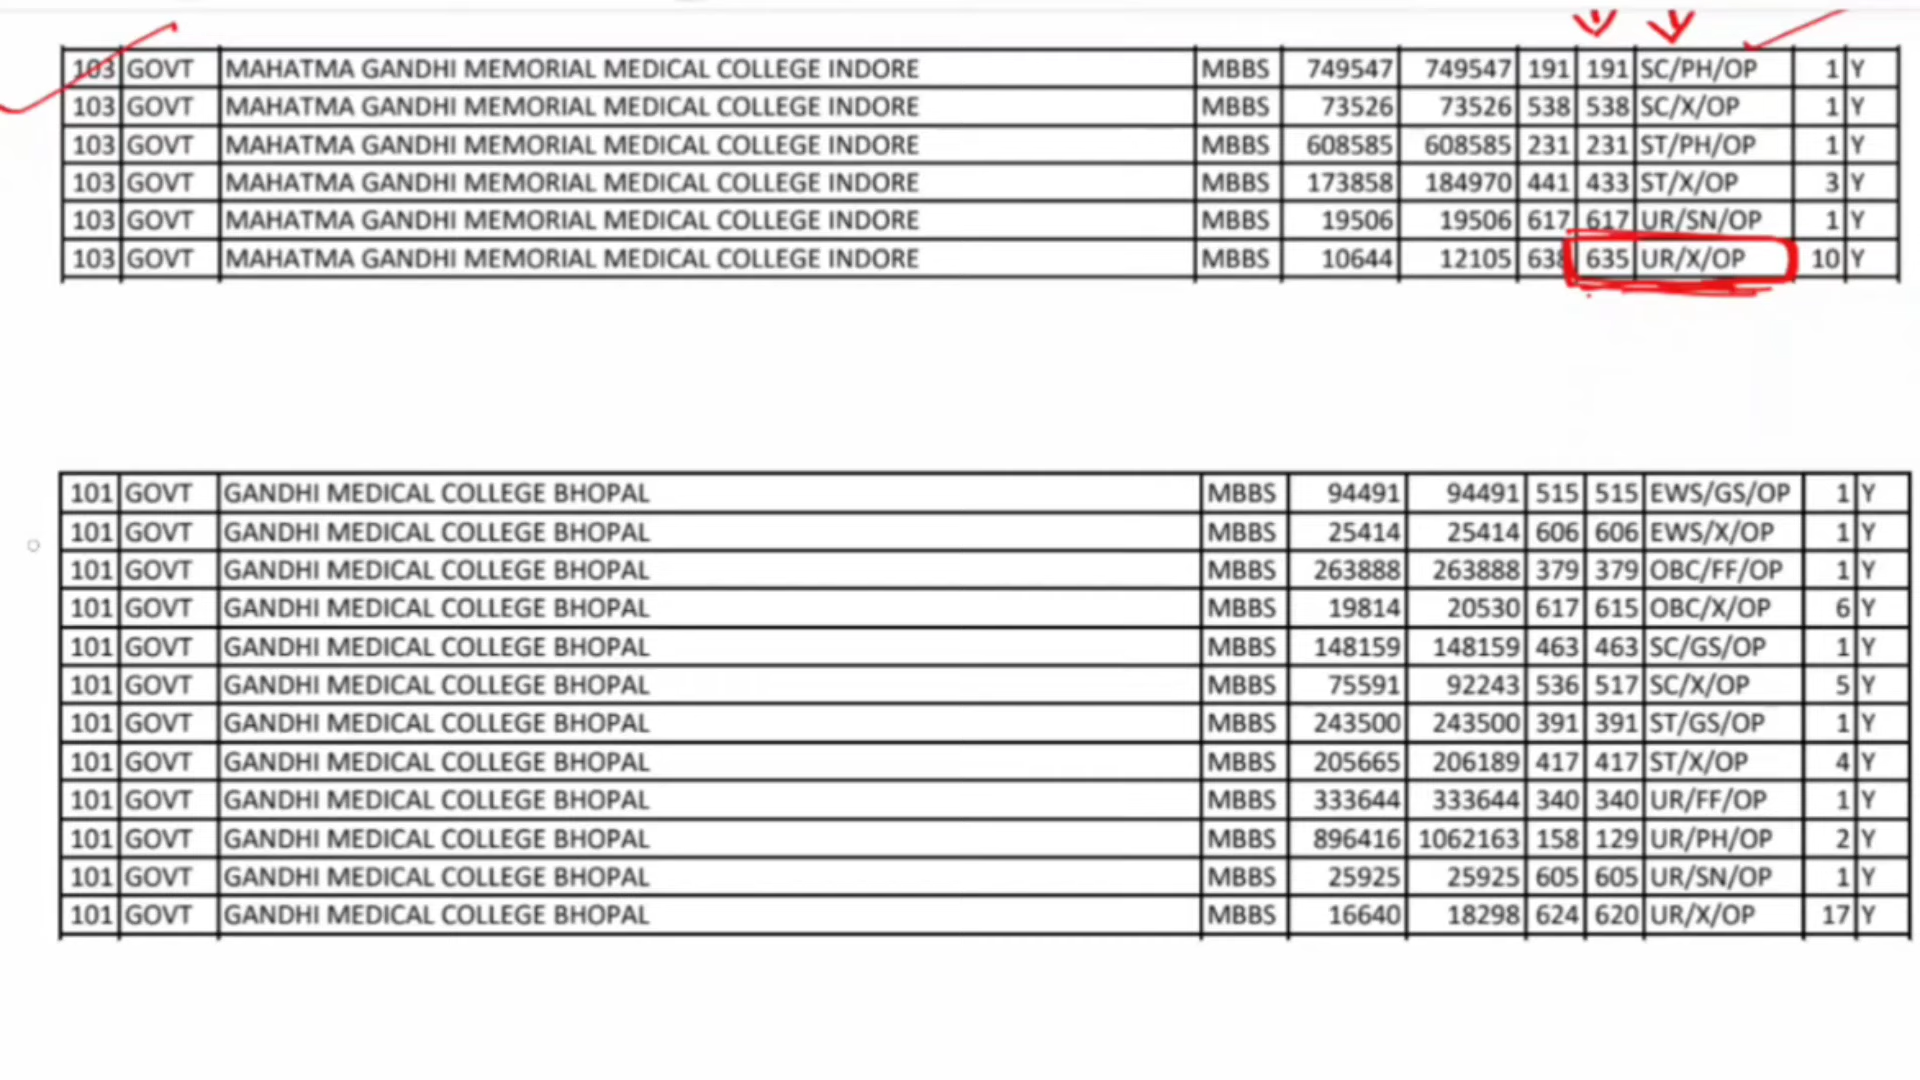 103 GOVT MAHATMA GANDHI MEMORIAL MEDICAL COLLEGE INDORE MBBS 749547 749547 191 191 SC/PH/OP 1 Y
103 GOVT MAHATMA GANDHI MEMORIAL MEDICAL COLLEGE INDORE MBBS 73526 73526 538 538 SC/X/OP 1 Y
103 GOVT MAHATMA GANDHI MEMORIAL MEDICAL COLLEGE INDORE MBBS 608585 608585 231 231 ST/PH/OP 1 Y
103 GOVT MAHATMA GANDHI MEMORIAL MEDICAL COLLEGE INDORE MBBS 173858 184970 441 433 ST/X/OP 3 Y
103 GOVT MAHATMA GANDHI MEMORIAL MEDICAL COLLEGE INDORE MBBS 19506 19506 617 617 UR/SN/OP 1 Y
103 GOVT MAHATMA GANDHI MEMORIAL MEDICAL COLLEGE INDORE MBBS 10644 12105 638 635 UR/X/OP 10 Y
101 GOVT GANDHI MEDICAL COLLEGE BHOPAL MBBS 94491 94491 515 515 EWS/GS/OP 1 Y
101 GOVT GANDHI MEDICAL COLLEGE BHOPAL MBBS 25414 25414 606 606 EWS/X/OP 1 Y
101 GOVT GANDHI MEDICAL COLLEGE BHOPAL MBBS 263888 263888 379 379 OBC/FF/OP 1 Y
101 GOVT GANDHI MEDICAL COLLEGE BHOPAL MBBS 19814 20530 617 615 OBC/X/OP 6 Y
101 GOVT GANDHI MEDICAL COLLEGE BHOPAL MBBS 148159 148159 463 463 SC/GS/OP 1 Y
101 GOVT GANDHI MEDICAL COLLEGE BHOPAL MBBS 75591 92243 536 517 SC/X/OP 5 Y
101 GOVT GANDHI MEDICAL COLLEGE BHOPAL MBBS 243500 243500 391 391 ST/GS/OP 1 Y
101 GOVT GANDHI MEDICAL COLLEGE BHOPAL MBBS 205665 206189 417 417 ST/X/OP 4 Y
101 GOVT GANDHI MEDICAL COLLEGE BHOPAL MBBS 333644 333644 340 340 UR/FF/OP 1 Y
101 GOVT GANDHI MEDICAL COLLEGE BHOPAL MBBS 896416 1062163 158 129 UR/PH/OP 2 Y
101 GOVT GANDHI MEDICAL COLLEGE BHOPAL MBBS 25925 25925 605 605 UR/SN/OP 1 Y
101 GOVT GANDHI MEDICAL COLLEGE BHOPAL MBBS 16640 18298 624 620 UR/X/OP 17 Y